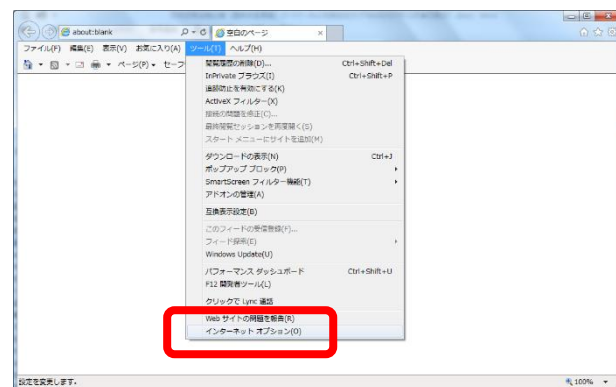 about:blank
空白のページ
ファイル(F) 編集(E) 表示(V) お気に入り(A) ツール(T) ヘルプ(H)
ページ(P) セーフ
閲覧履歴の削除(D)... Ctrl+Shift+Del
InPrivate ブラウズ(I) Ctrl+Shift+P
追跡防止を有効にする(K)
ActiveX フィルター(X)
接続の問題を修正(C)...
最終閲覧セッションを再度開く(S)
スタート メニューにサイトを追加(M)
ダウンロードの表示(N) Ctrl+J
ポップアップ ブロック(P)
SmartScreen フィルター機能(T)
アドオンの管理(A)
互換表示設定(B)
このフィードの受信登録(F)...
フィード探索(E)
Windows Update(U)
パフォーマンス ダッシュボード Ctrl+Shift+U
F12 開発者ツール(L)
クリックで Lync 通話
Web サイトの問題を報告(R)
インターネット オプション(O)
設定を変更します。 100%